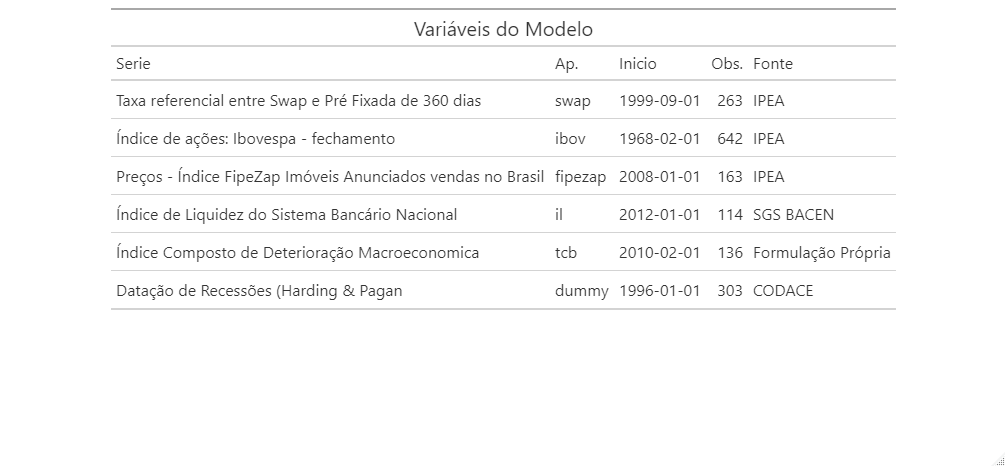 Variáveis do Modelo
Serie Ap. Inicio Obs. Fonte
Taxa referencial entre Swap e Pré Fixada de 360 dias swap 1999-09-01 263 IPEA
Índice de ações: Ibovespa - fechamento ibov 1968-02-01 642 IPEA
Preços - Índice FipeZap Imóveis Anunciados vendas no Brasil fipezap 2008-01-01 163 IPEA
Índice de Liquidez do Sistema Bancário Nacional il 2012-01-01 114 SGS BACEN
Índice Composto de Deterioração Macroeconomica tcb 2010-02-01 136 Formulação Própria
Datação de Recessões (Harding & Pagan dummy 1996-01-01 303 CODACE